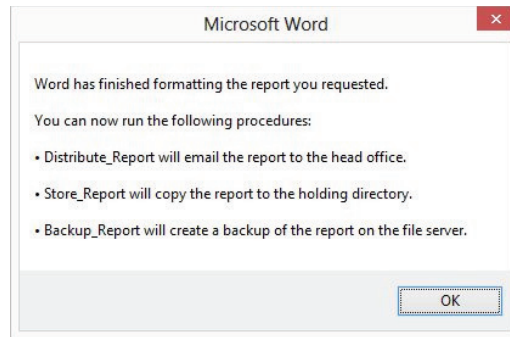 Microsoft Word
Word has finished formatting the report you requested.
You can now run the following procedures:
• Distribute_Report will email the report to the head office.
• Store_Report will copy the report to the holding directory.
• Backup_Report will create a backup of the report on the file server.
OK